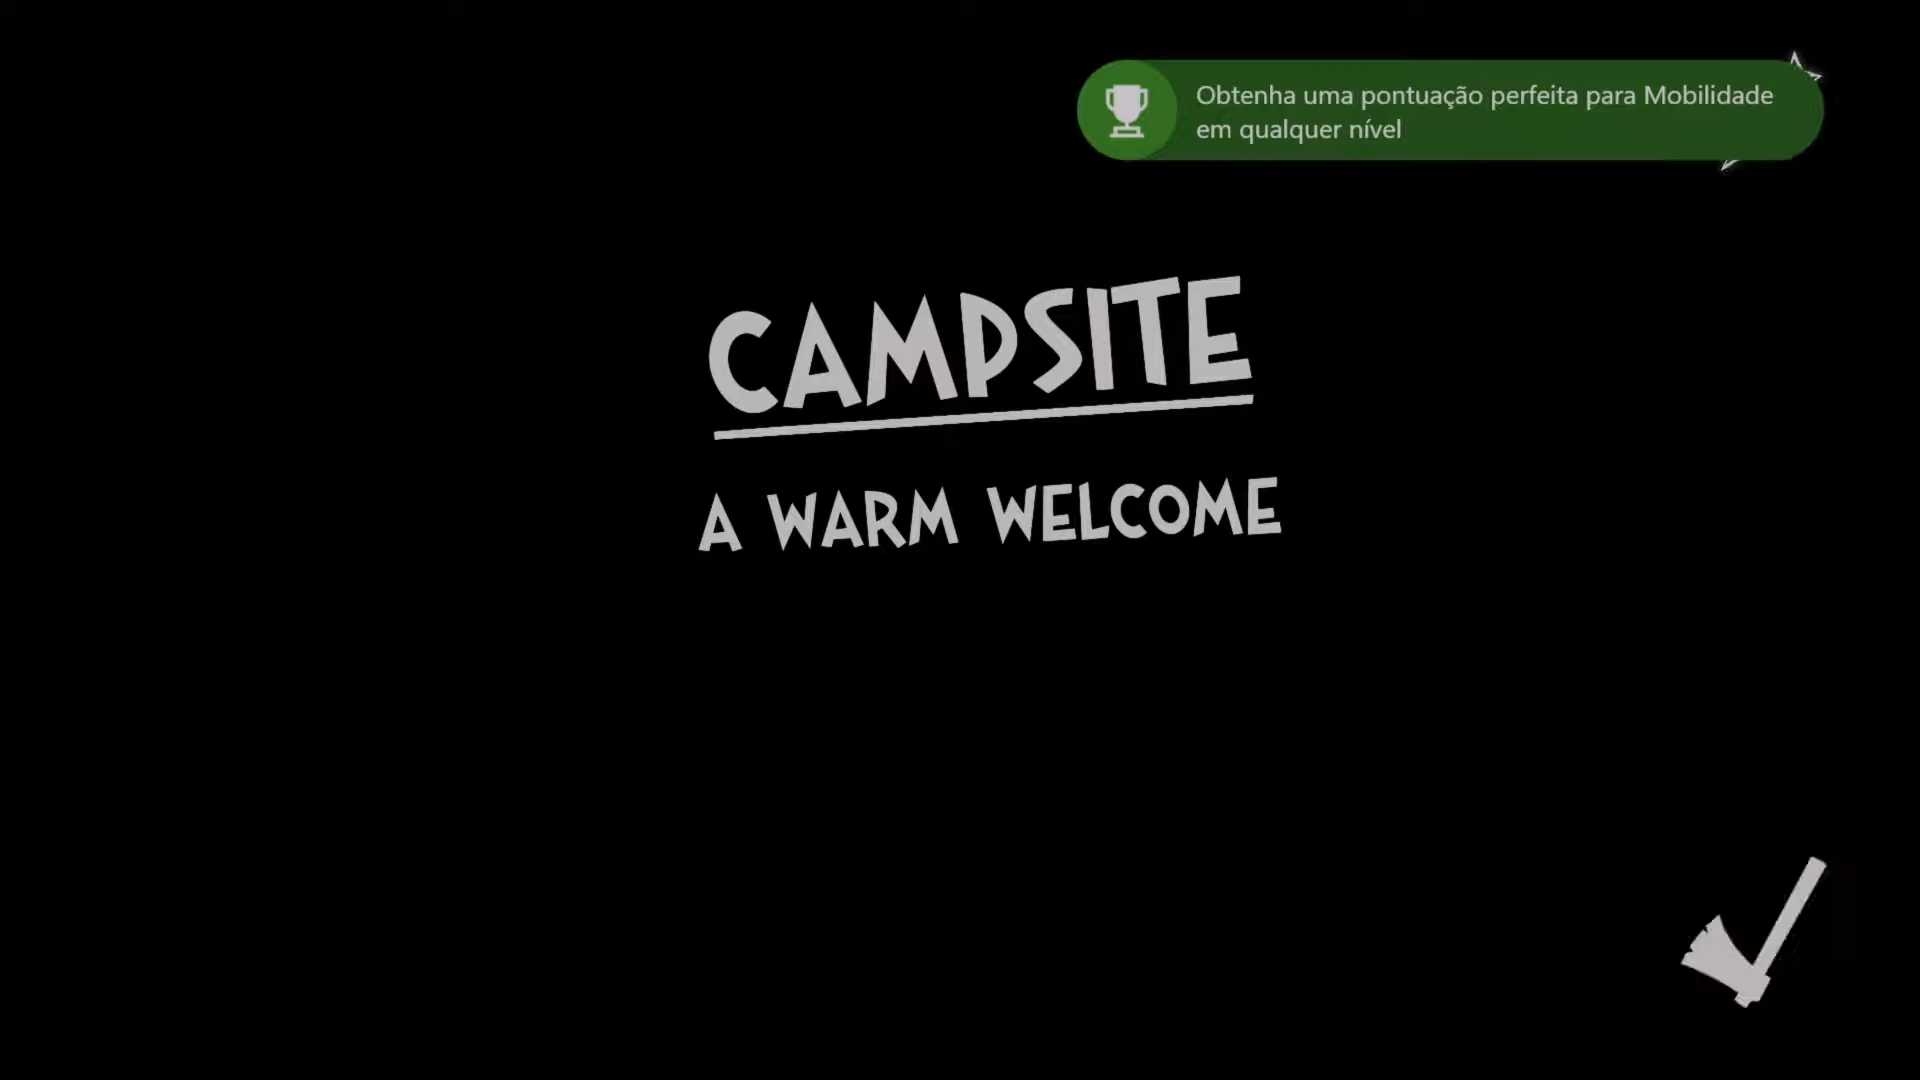 Obtenha uma pontuação perfeita para Mobilidade
em qualquer nível
CAMPSITE
A WARM WELCOME